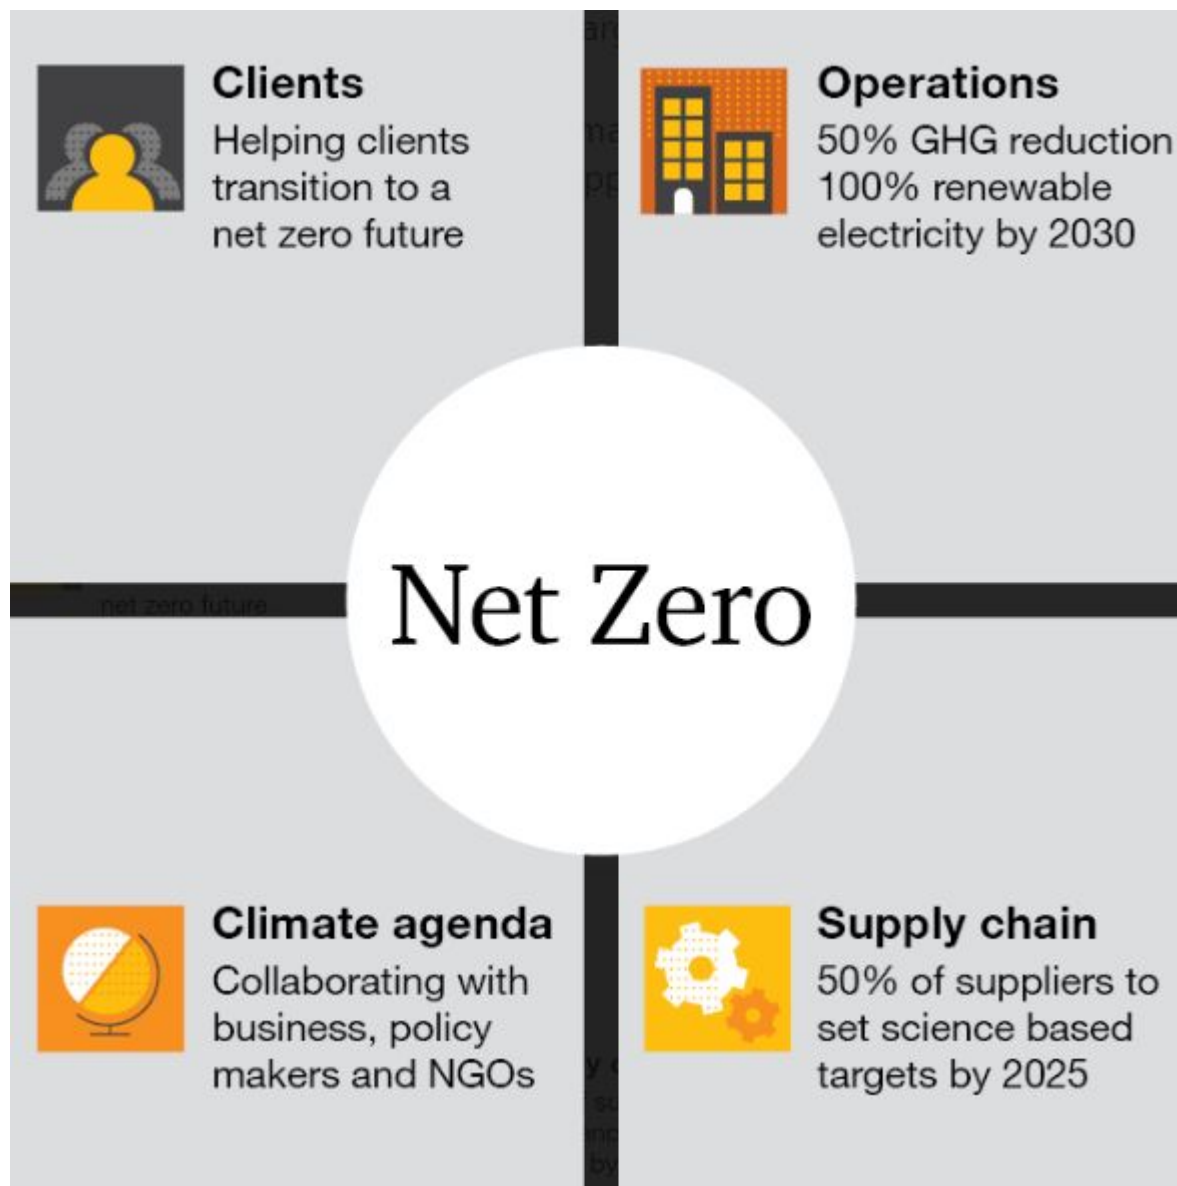 Clients
Helping clients
transition to a
net zero future
Operations
50% GHG reduction
100% renewable
electricity by 2030
Net Zero
net zero future
Climate agenda
Collaborating with
business, policy
makers and NGOs
Supply chain
50% of suppliers to
set science based
targets by 2025